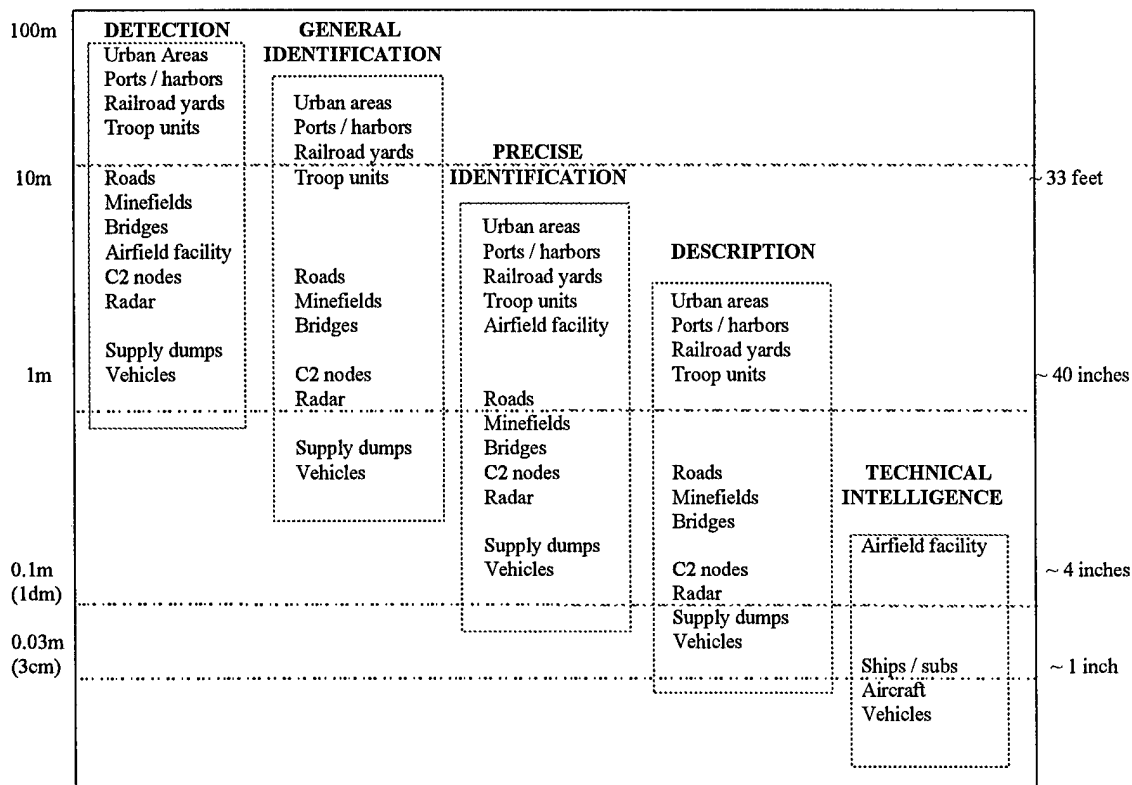 100m
10m
1m
0.1m
(1dm)
0.03m
(3cm)
DETECTION
Urban Areas
Ports / harbors
Railroad yards
Troop units
Roads
Minefields
Bridges
Airfield facility
C2 nodes
Radar
Supply dumps
Vehicles
GENERAL
IDENTIFICATION
Urban areas
Ports / harbors
Railroad yards
Troop units
Roads
Minefields
Bridges
C2 nodes
Radar
Supply dumps
Vehicles
PRECISE
IDENTIFICATION
Urban areas
Ports / harbors
Railroad yards
Troop units
Airfield facility
Roads
Minefields
Bridges
C2 nodes
Radar
Supply dumps
Vehicles
DESCRIPTION
Urban areas
Ports / harbors
Railroad yards
Troop units
Roads
Minefields
Bridges
C2 nodes
Radar
Supply dumps
Vehicles
TECHNICAL
INTELLIGENCE
Airfield facility
Ships / subs
Aircraft
Vehicles
~ 33 feet
~ 40 inches
~ 4 inches
~ 1 inch